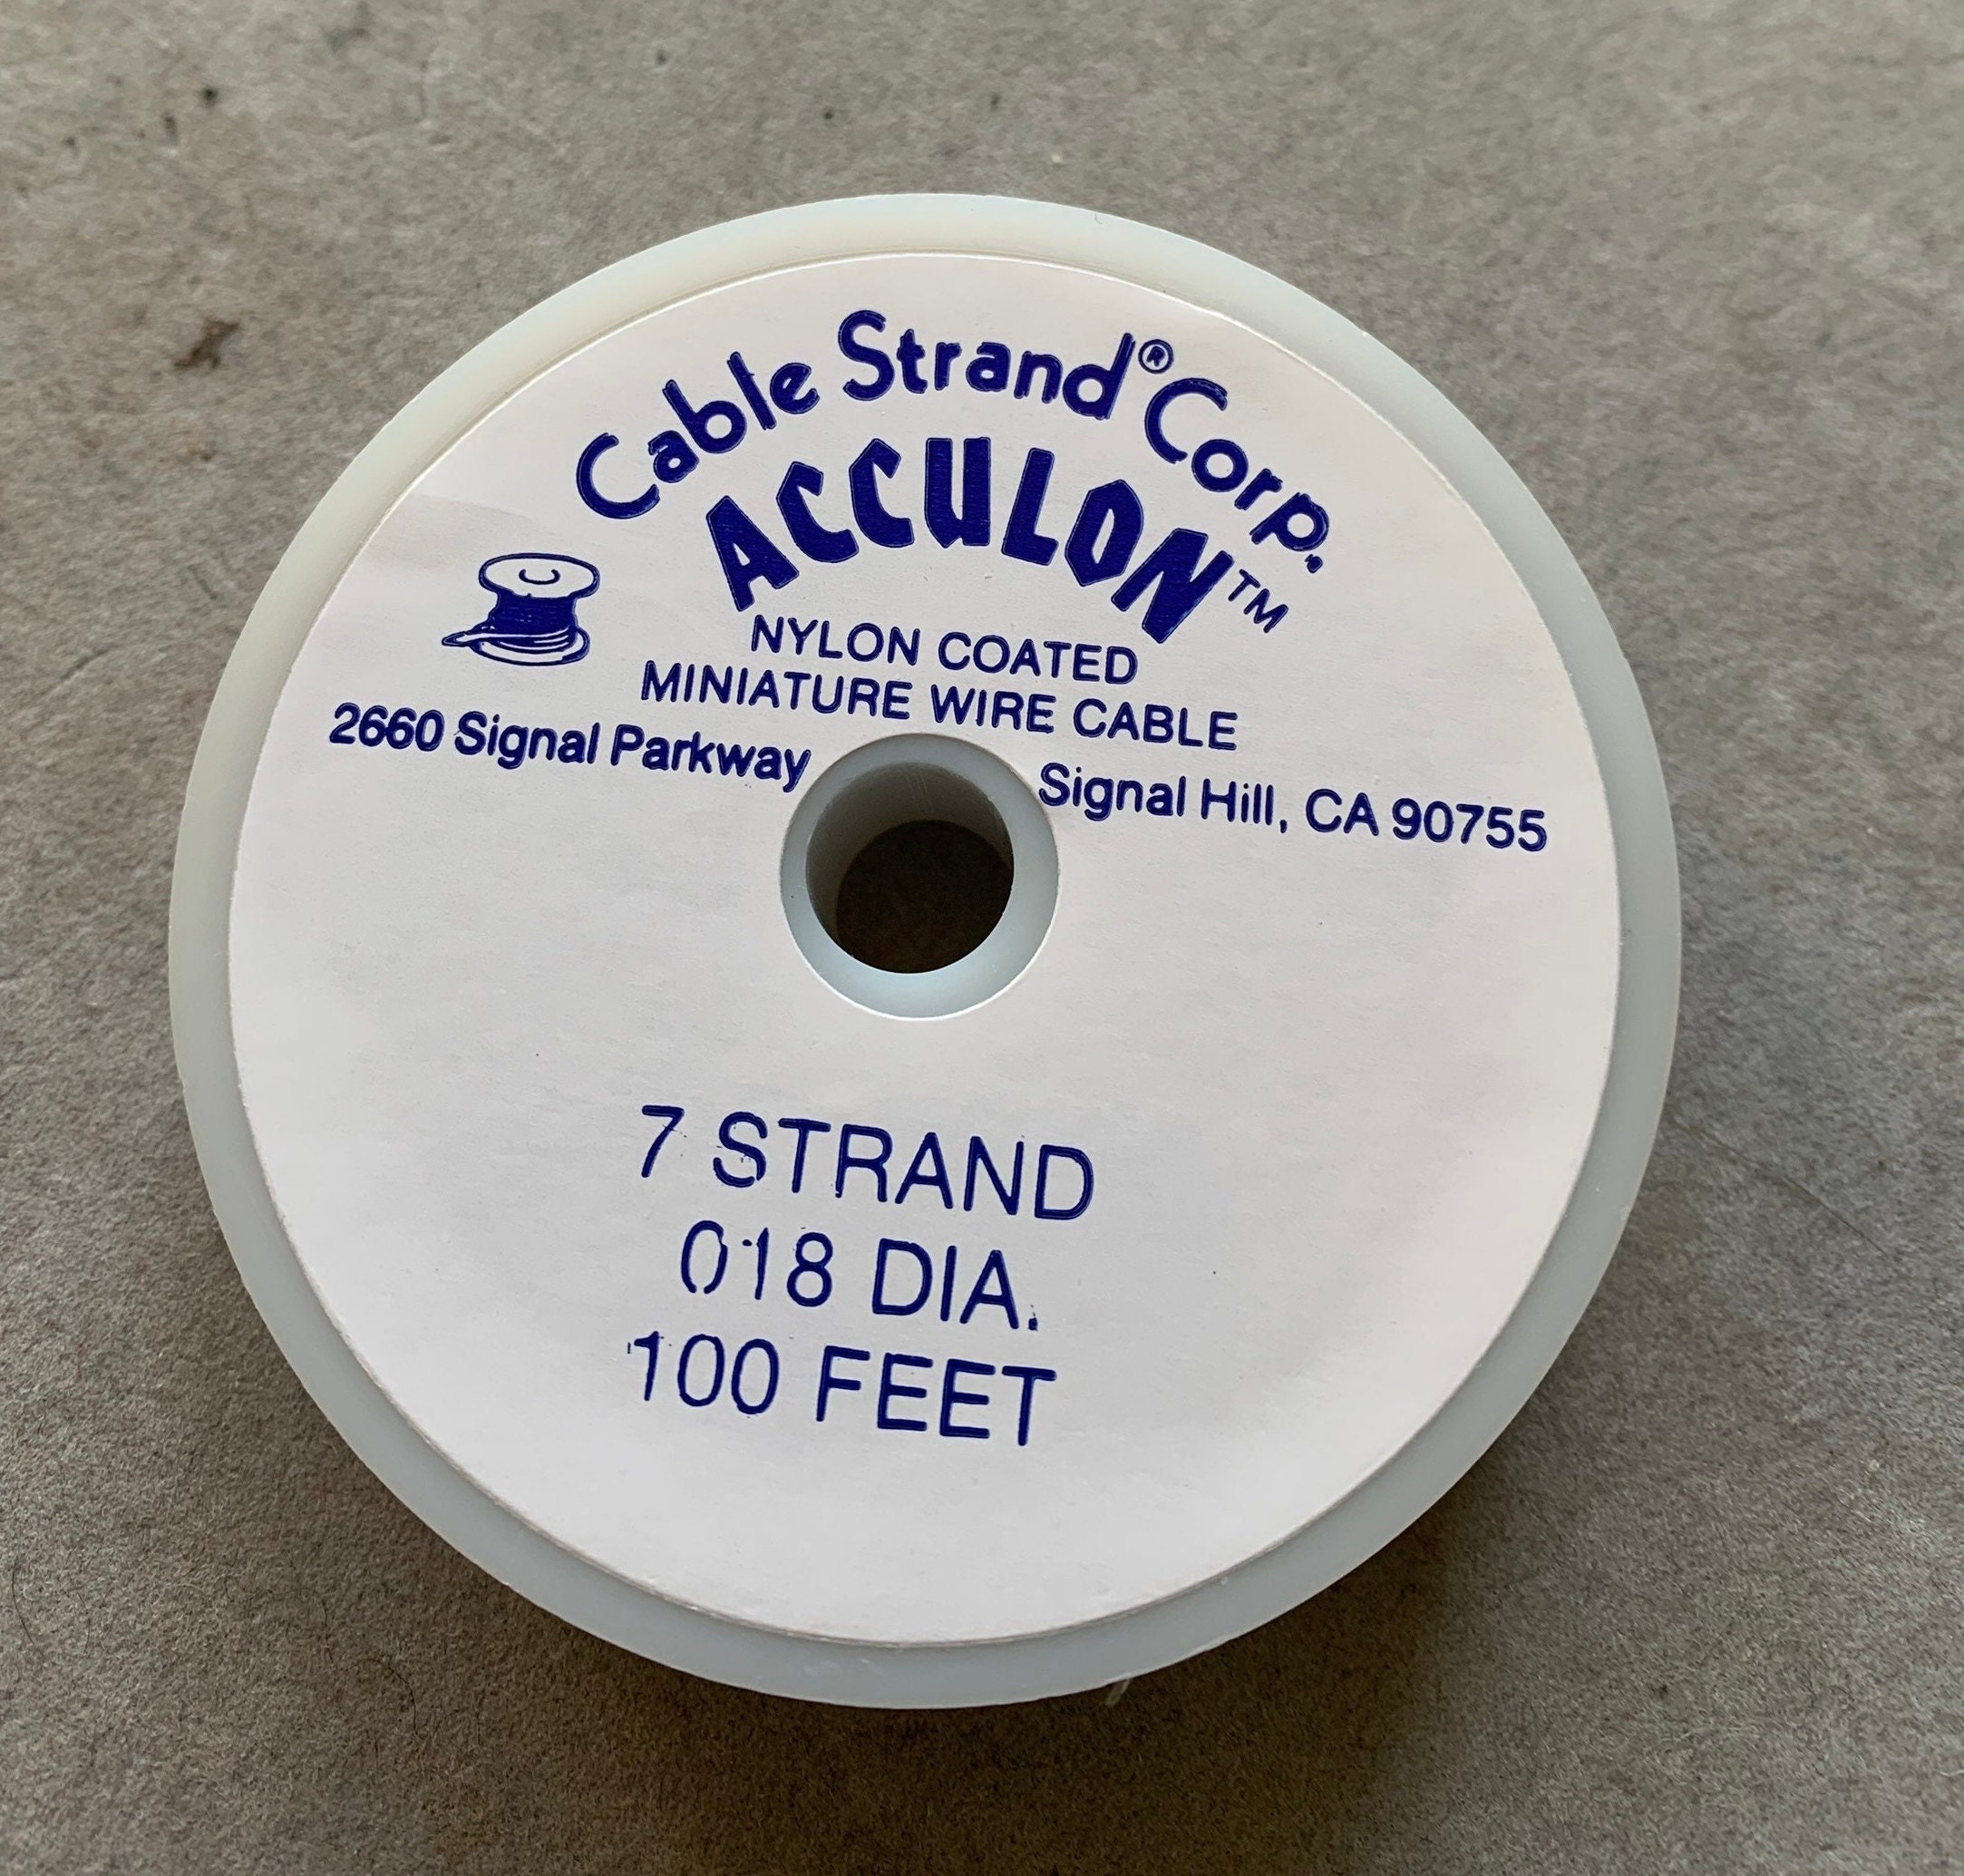 Cable Strand® Corp.
ACCULON™
NYLON COATED
MINIATURE WIRE CABLE
2660 Signal Parkway Signal Hill, CA 90755
7 STRAND
018 DIA.
100 FEET